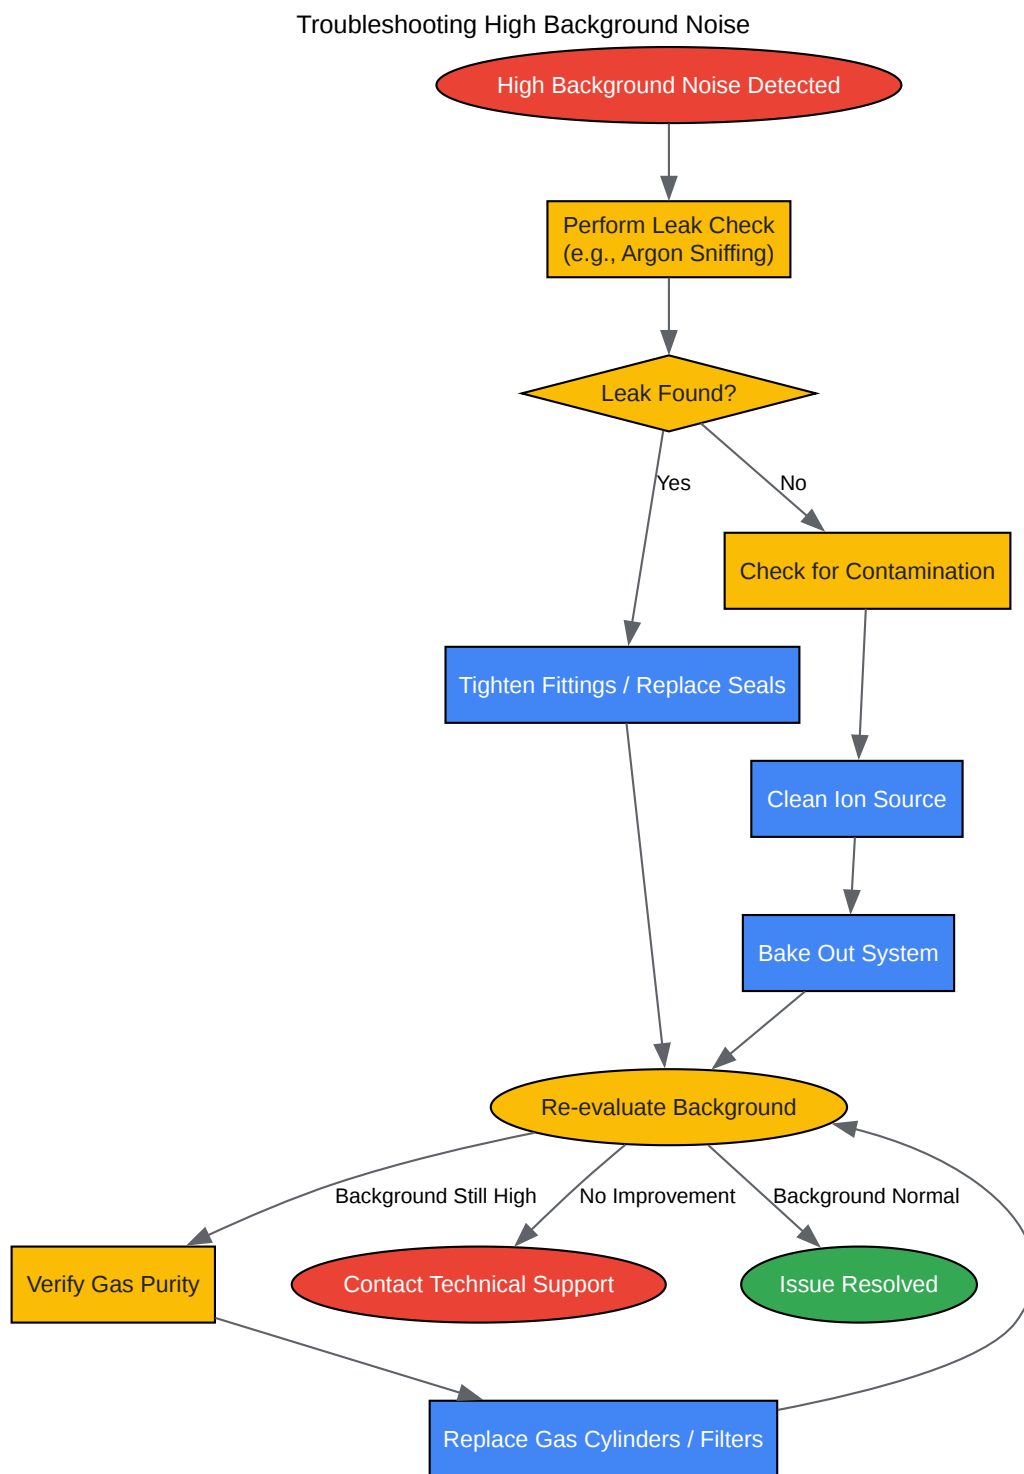 Troubleshooting High Background Noise
High Background Noise Detected
Perform Leak Check
(e.g., Argon Sniffing)
Leak Found?
Yes
No
Check for Contamination
Tighten Fittings / Replace Seals
Clean Ion Source
Bake Out System
Re-evaluate Background
Background Still High
No Improvement
Background Normal
Verify Gas Purity
Contact Technical Support
Issue Resolved
Replace Gas Cylinders / Filters